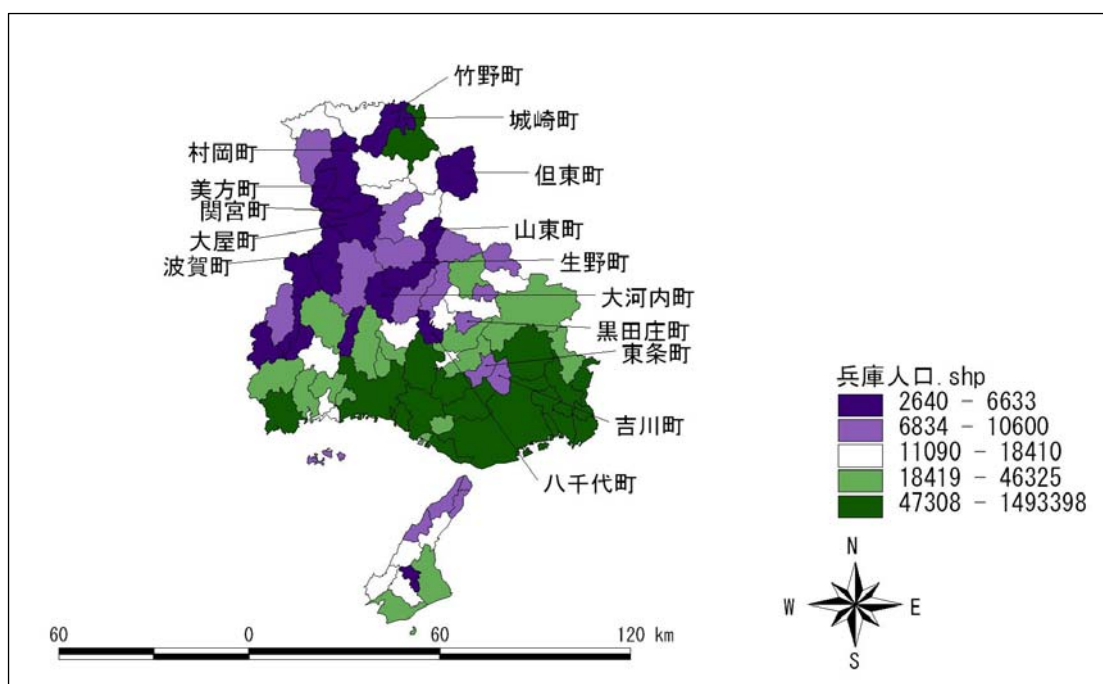 竹野町
城崎町
村岡町
但東町
美方町
関宮町
大屋町
山東町
波賀町
生野町
大河内町
黒田庄町
東条町
吉川町
八千代町
兵庫人口.shp
2640 - 6633
6834 - 10600
11090 - 18410
18419 - 46325
47308 - 1493398
N
W
E
S
60 0 60 120 km